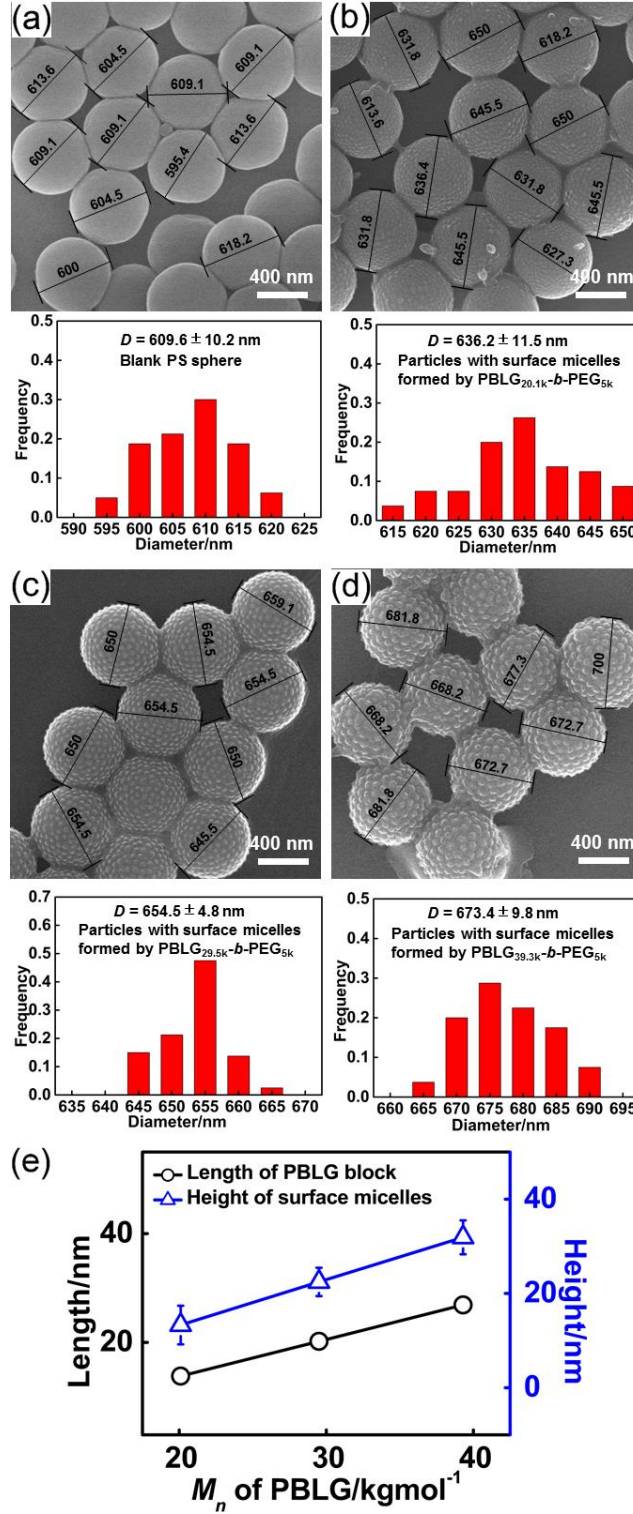 (a)
604.5
609.1
613.6
609.1
609.1
609.1
613.6
595.4
604.5
600
618.2
400 nm
(b)
631.8
650
618.2
613.6
645.5
650
636.4
631.8
645.5
631.8
645.5
627.3
400 nm
0.5
0.4
0.3
0.2
0.1
0.0
Frequency
D = 609.6 ± 10.2 nm
Blank PS sphere
590 595 600 605 610 615 620 625
Diameter/nm
0.5
0.4
0.3
0.2
0.1
0.0
Frequency
D = 636.2 ± 11.5 nm
Particles with surface micelles
formed by PBLG20.1k-b-PEG5k
615 620 625 630 635 640 645 650
Diameter/nm
(c)
650
654.5
659.1
654.5
654.5
650
650
654.5
645.5
400 nm
(d)
681.8
677.3
700
668.2
668.2
672.7
672.7
681.8
400 nm
0.7
0.6
0.5
0.4
0.3
0.2
0.1
0.0
Frequency
D = 654.5 ± 4.8 nm
Particles with surface micelles
formed by PBLG29.5k-b-PEG5k
635 640 645 650 655 660 665 670
Diameter/nm
0.5
0.4
0.3
0.2
0.1
0.0
Frequency
D = 673.4 ± 9.8 nm
Particles with surface micelles
formed by PBLG39.3k-b-PEG5k
660 665 670 675 680 685 690 695
Diameter/nm
(e)
Length of PBLG block
Height of surface micelles
40
20
Length/nm
40
20
0
Height/nm
20 30 40
Mn of PBLG/kgmol-1